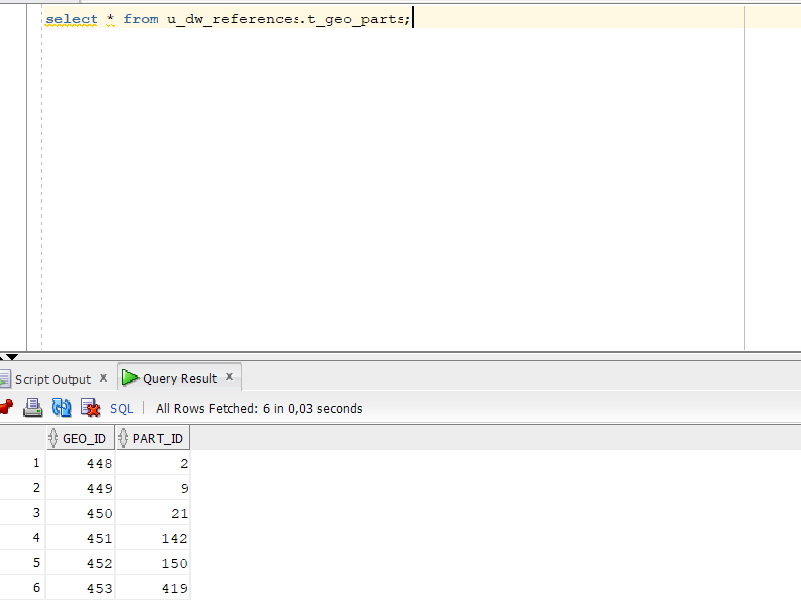 select * from u_dw_references.t_geo_parts;
Script Output x Query Result x
SQL All Rows Fetched: 6 in 0,03 seconds
GEO_ID PART_ID
1 448 2
2 449 9
3 450 21
4 451 142
5 452 150
6 453 419